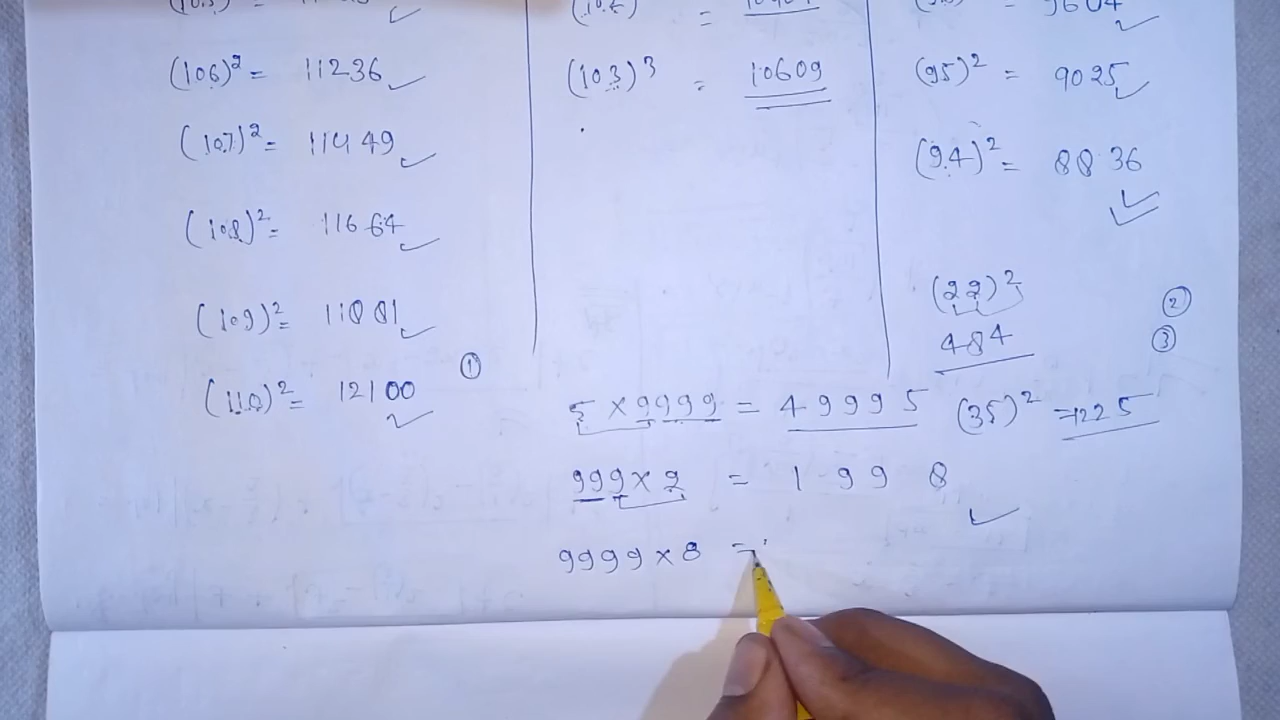 (106)² = 11236
(107)² = 11449
(108)² = 11664
(109)² = 11881
①
(110)² = 12100
(103)³ = 10609
= 9604
(95)² = 9025
(94)² = 8836
(22)²
②
484
③
5 × 9999 = 49995
(35)² = 1225
999 × 2 = 1998
9999 × 8 =